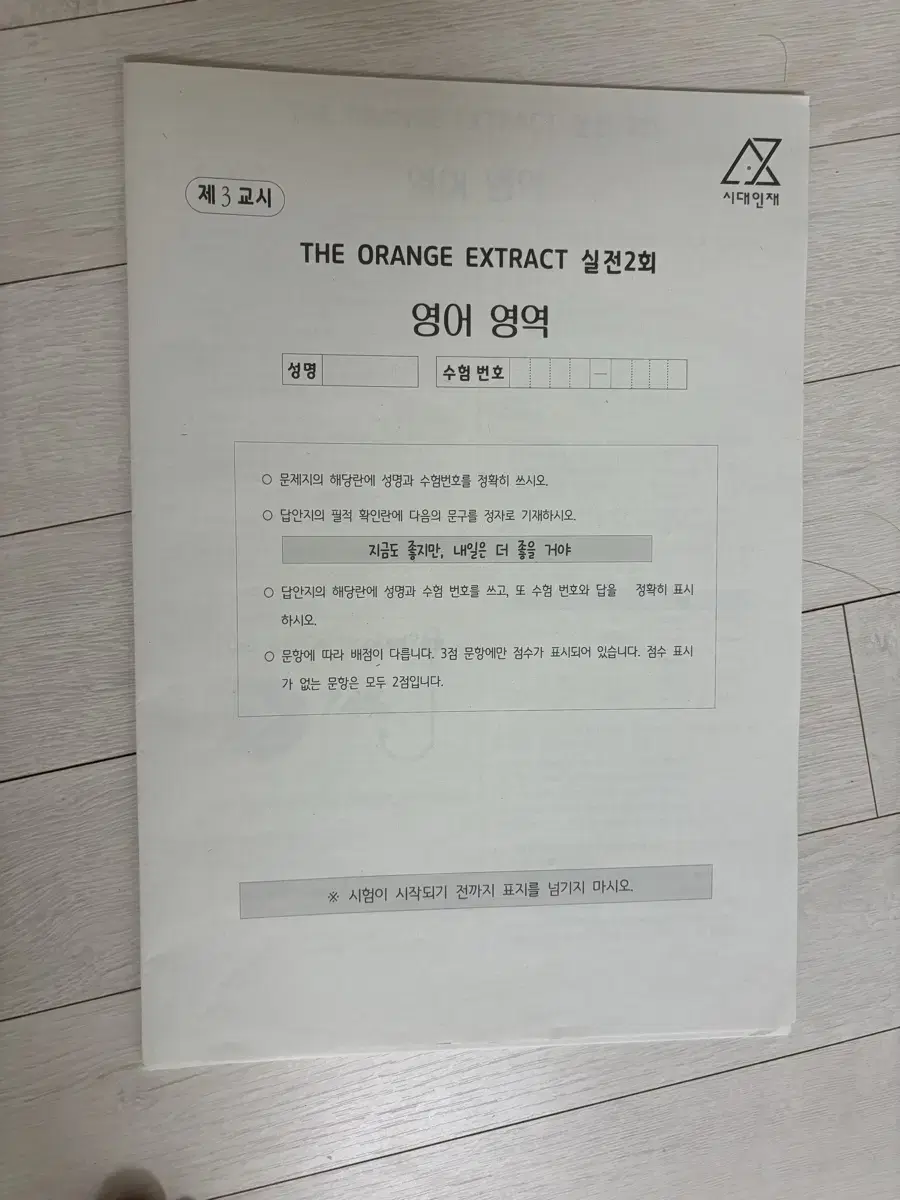 제 3 교시
시대인재
THE ORANGE EXTRACT 실전2회
영어 영역
성명
수험 번호
—
○ 문제지의 해당란에 성명과 수험번호를 정확히 쓰시오.
○ 답안지의 필적 확인란에 다음의 문구를 정자로 기재하시오.
지금도 좋지만, 내일은 더 좋을 거야
○ 답안지의 해당란에 성명과 수험 번호를 쓰고, 또 수험 번호와 답을 정확히 표시
하시오.
○ 문항에 따라 배점이 다릅니다. 3점 문항에만 점수가 표시되어 있습니다. 점수 표시
가 없는 문항은 모두 2점입니다.
※ 시험이 시작되기 전까지 표지를 넘기지 마시오.